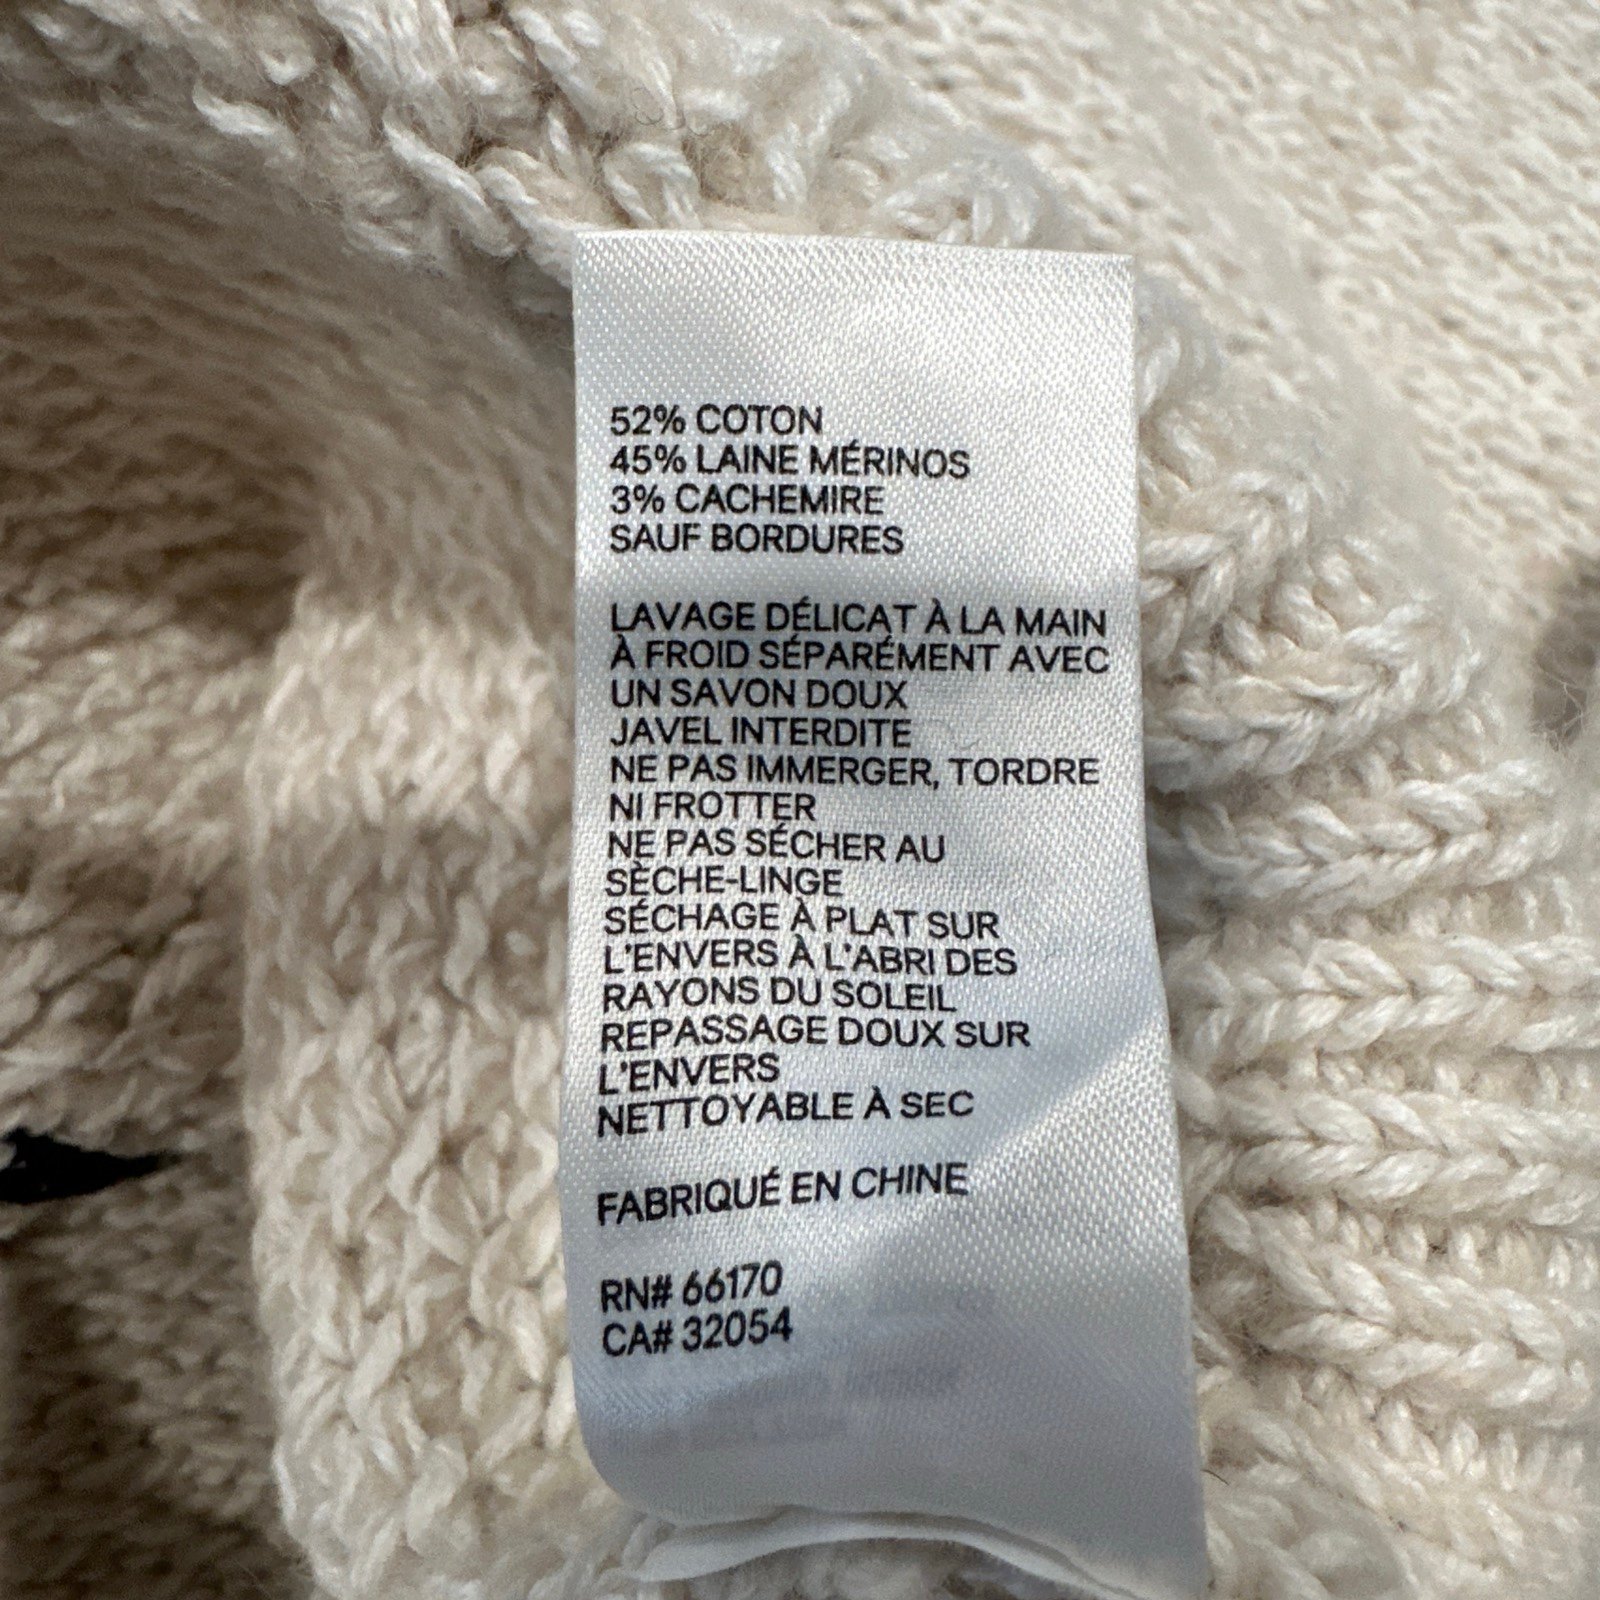 52% COTON
45% LAINE MÉRINOS
3% CACHEMIRE
SAUF BORDURES
LAVAGE DÉLICAT À LA MAIN
À FROID SÉPARÉMENT AVEC
UN SAVON DOUX
JAVEL INTERDITE
NE PAS IMMERGER, TORDRE
NI FROTTER
NE PAS SÉCHER AU
SÈCHE-LINGE
SÉCHAGE À PLAT SUR
L'ENVERS À L'ABRI DES
RAYONS DU SOLEIL
REPASSAGE DOUX SUR
L'ENVERS
NETTOYABLE À SEC
FABRIQUÉ EN CHINE
RN# 66170
CA# 32054